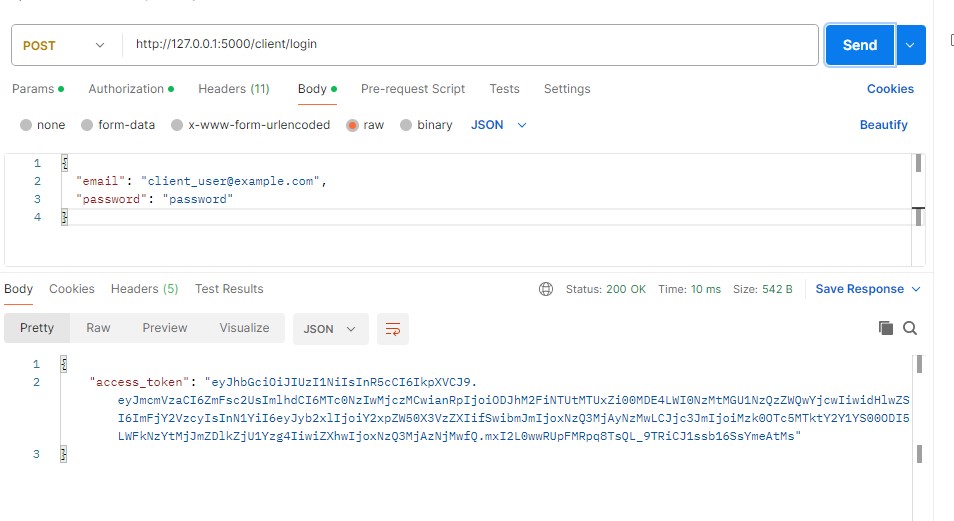 POST http://127.0.0.1:5000/client/login Send
Params Authorization Headers (11) Body Pre-request Script Tests Settings Cookies
none form-data x-www-form-urlencoded raw binary JSON Beautify
1 {
2 "email": "client_user@example.com",
3 "password": "password"
4 }
Body Cookies Headers (5) Test Results Status: 200 OK Time: 10 ms Size: 542 B Save Response
Pretty Raw Preview Visualize JSON
1 {
2 "access_token": "eyJhbGciOiJIUzI1NiIsInR5cCI6IkpXVCJ9.
eyJmcmVzaCI6ZmFsc2UsImlhdCI6MTc0NzIwMjczMCwianRpIjoiODJhM2FiNTUtMTUxZi00MDE4LWI0NzMtMGU1NzQzZWQwYjcwIiwidHlwZS
I6ImFjY2VzcyIsInN1YiI6eyJyb2xlIjoiY2xpZW50X3VzZXIifSwibmJmIjoxNzQ3MjAyNzMwLCJjc3JmIjoiMzk0OTc5MTktY2Y1YS00ODI5
LWFkNzYtMjJmZDlkZjU1Yzg4IiwiZXhwIjoxNzQ3MjAzNjMwfQ.mxI2L0wwRUpFMRpq8TsQL_9TRiCJ1ssb16SsYmeAtMs"
3 }